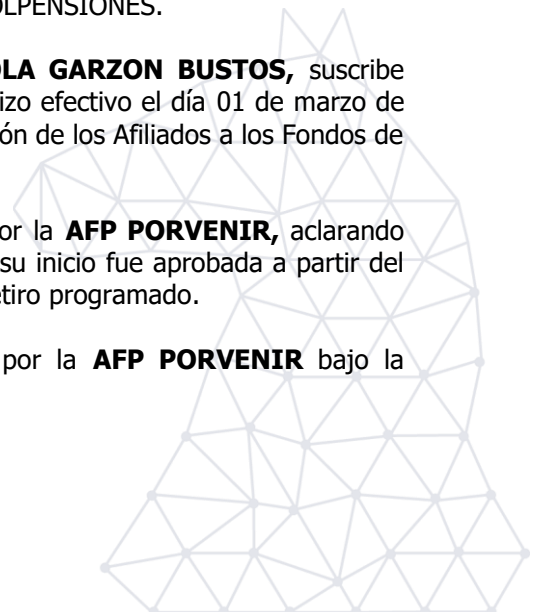 OLPENSIONES.
OLA GARZON BUSTOS, suscribe
izo efectivo el día 01 de marzo de
ón de los Afiliados a los Fondos de
or la AFP PORVENIR, aclarando
su inicio fue aprobada a partir del
etiro programado.
por la AFP PORVENIR bajo la